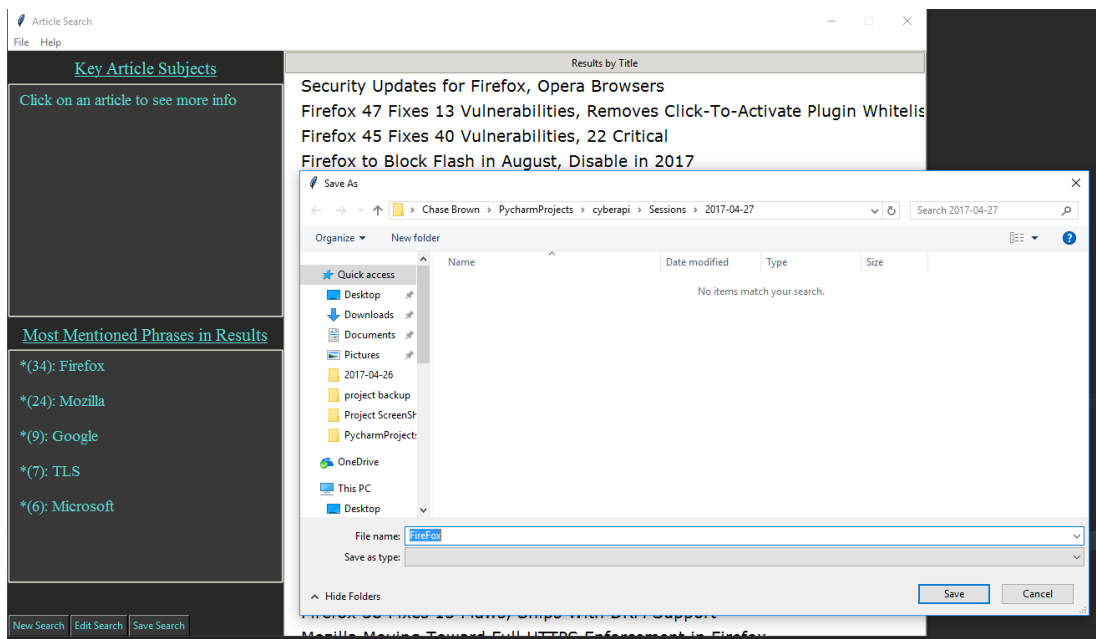 Article Search
File Help
Key Article Subjects
Click on an article to see more info
Most Mentioned Phrases in Results
*(34): Firefox
*(24): Mozilla
*(9): Google
*(7): TLS
*(6): Microsoft
New Search Edit Search Save Search
Results by Title
Security Updates for Firefox, Opera Browsers
Firefox 47 Fixes 13 Vulnerabilities, Removes Click-To-Activate Plugin Whitelis
Firefox 45 Fixes 40 Vulnerabilities, 22 Critical
Firefox to Block Flash in August, Disable in 2017
Save As
Chase Brown › PycharmProjects › cyberapi › Sessions › 2017-04-27
Search 2017-04-27
Organize New folder
Name Date modified Type Size
No items match your search.
Quick access
Desktop
Downloads
Documents
Pictures
2017-04-26
project backup
Project ScreenSh
PycharmProject
OneDrive
This PC
Desktop
File name: FireFox
Save as type:
Hide Folders
Save Cancel
Mozilla Moving Toward Full HTTPS Enforcement in Firefox